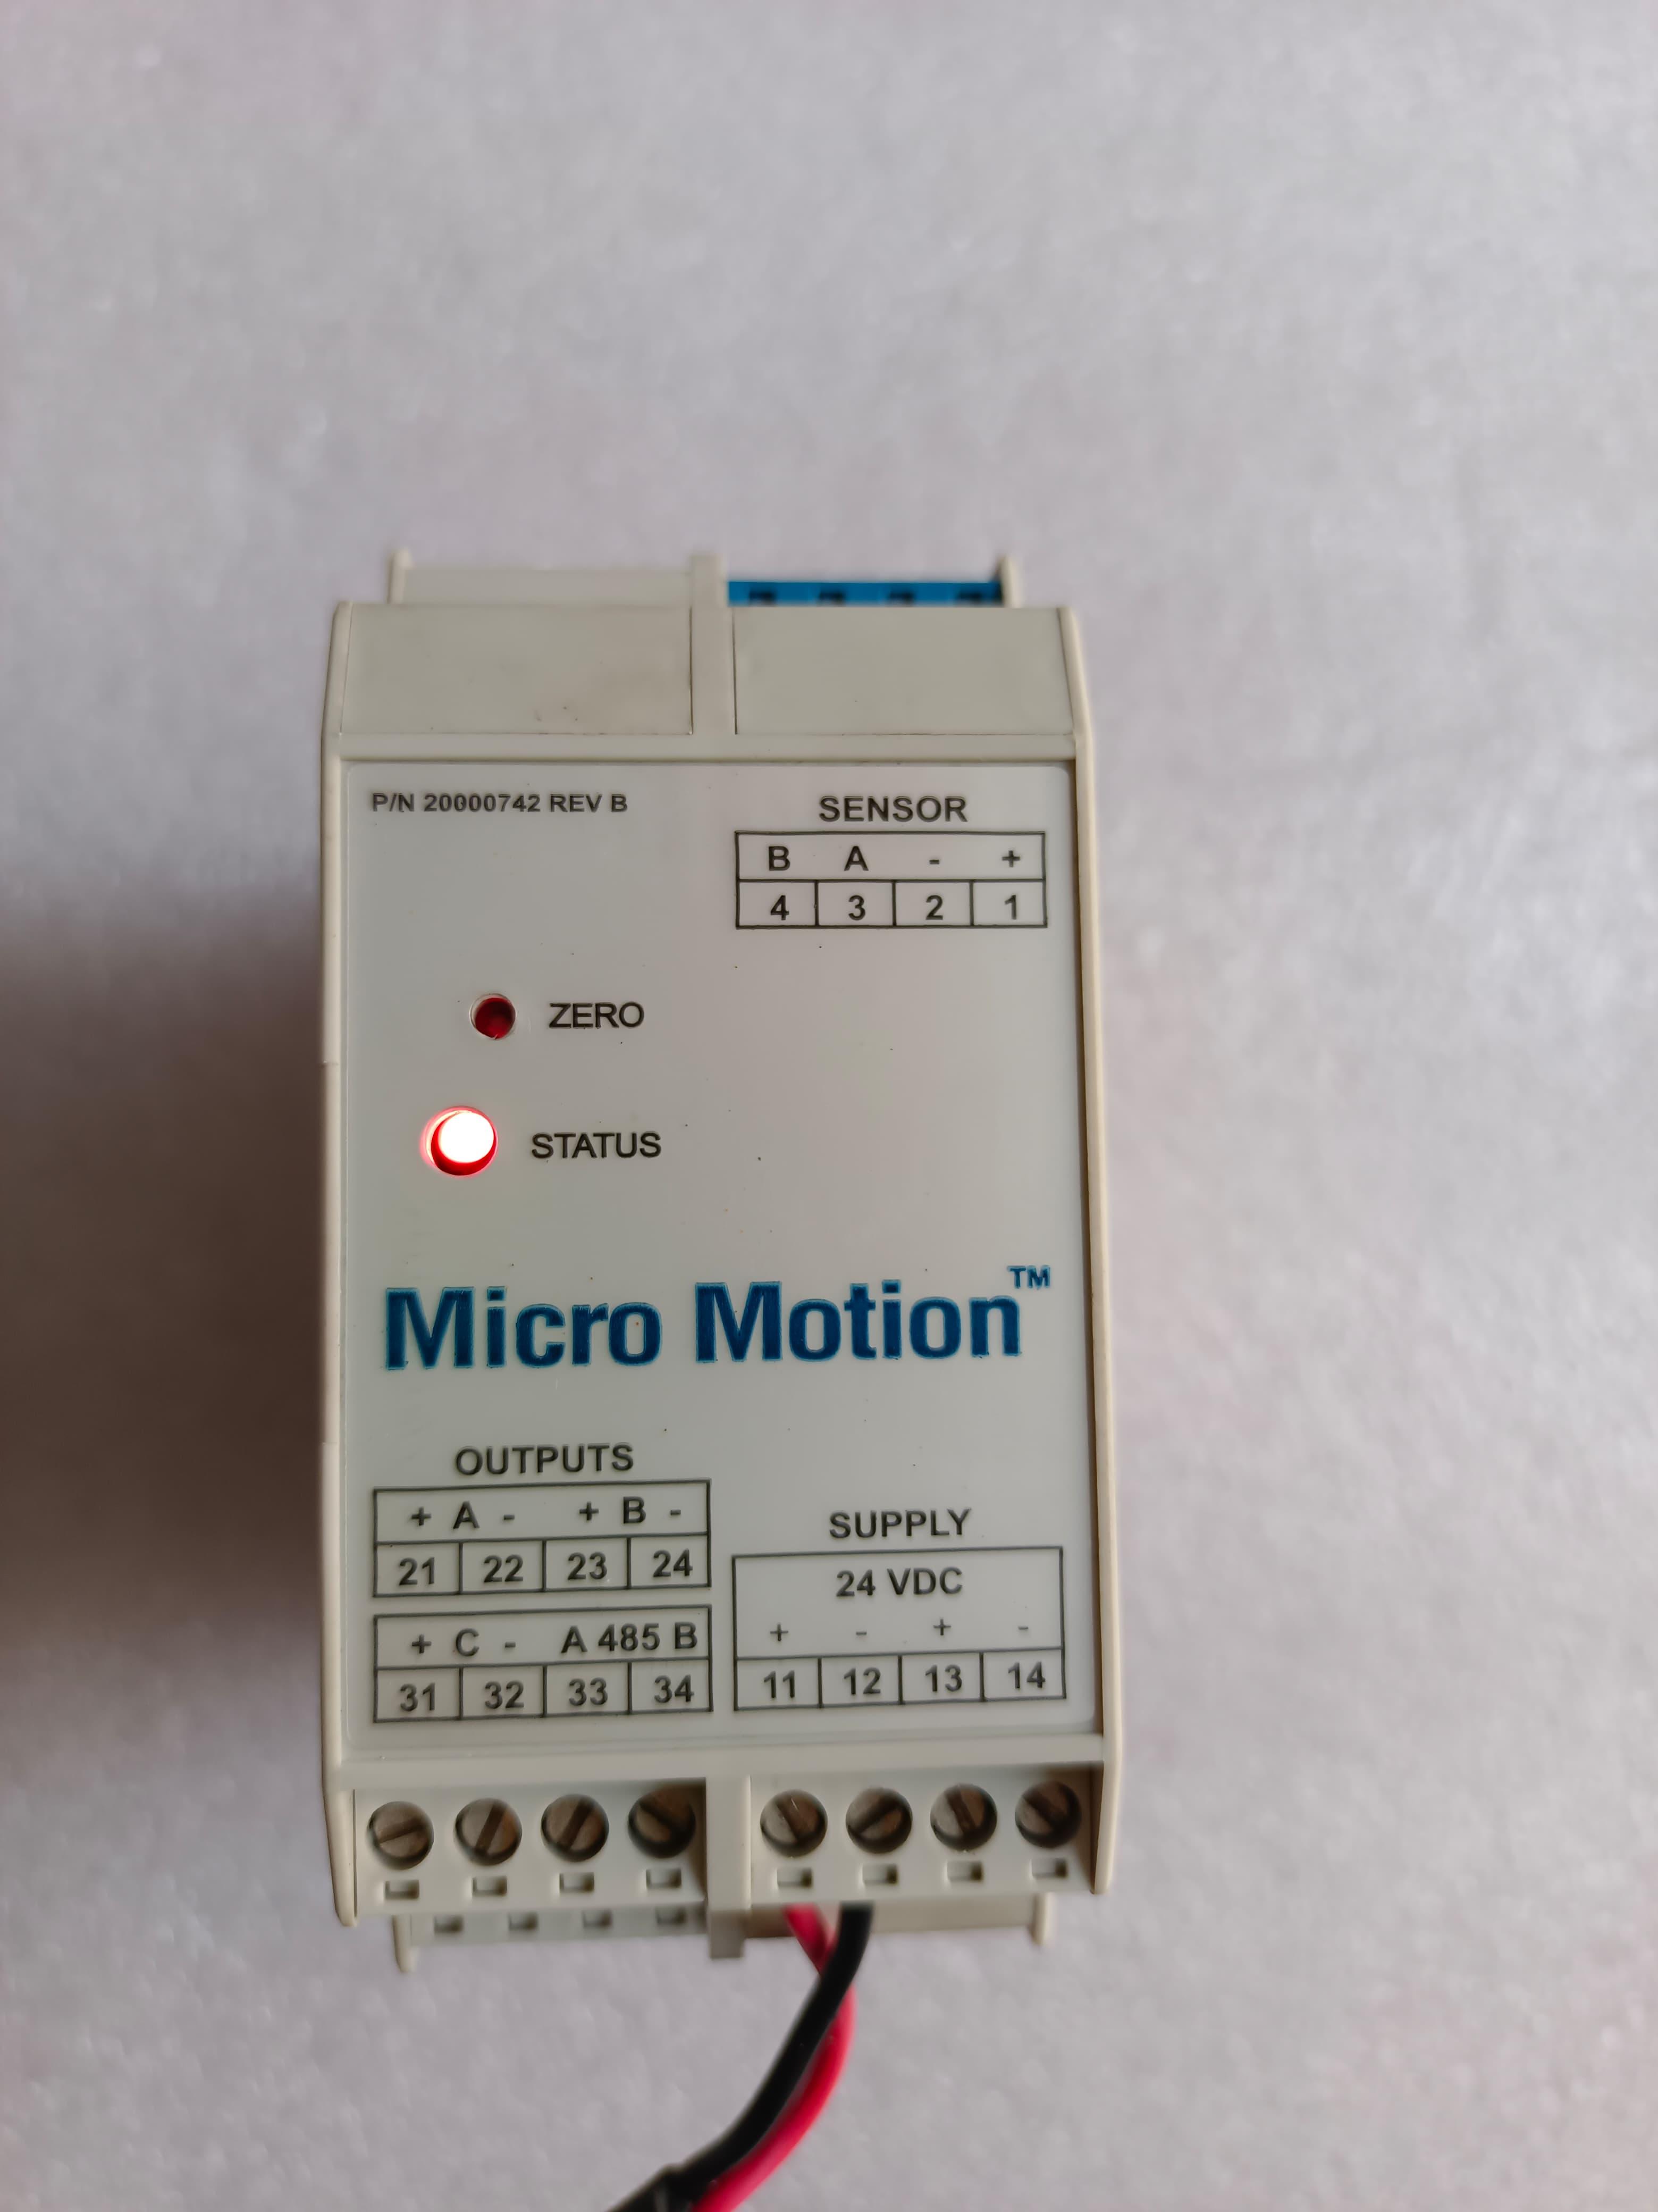 P/N 20000742 REV B
SENSOR
B A - +
4 3 2 1
ZERO
STATUS
Micro Motion™
OUTPUTS
+ A - + B -
21 22 23 24
+ C - A 485 B
31 32 33 34
SUPPLY
24 VDC
+ - + -
11 12 13 14